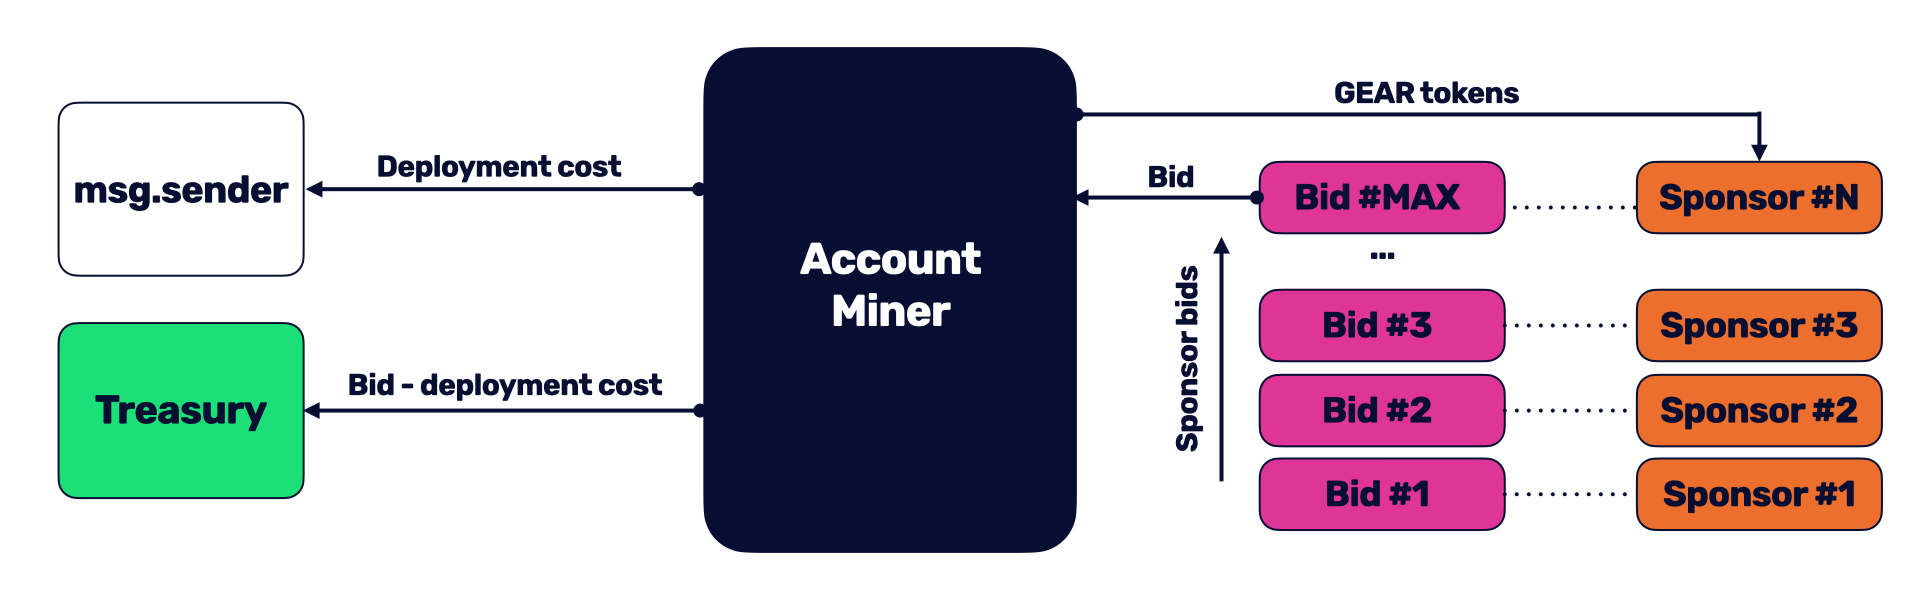 msg.sender
Deployment cost
Treasury
Bid - deployment cost
Account
Miner
GEAR tokens
Bid
Sponsor bids
Bid #MAX
Sponsor #N
...
Bid #3
Sponsor #3
Bid #2
Sponsor #2
Bid #1
Sponsor #1